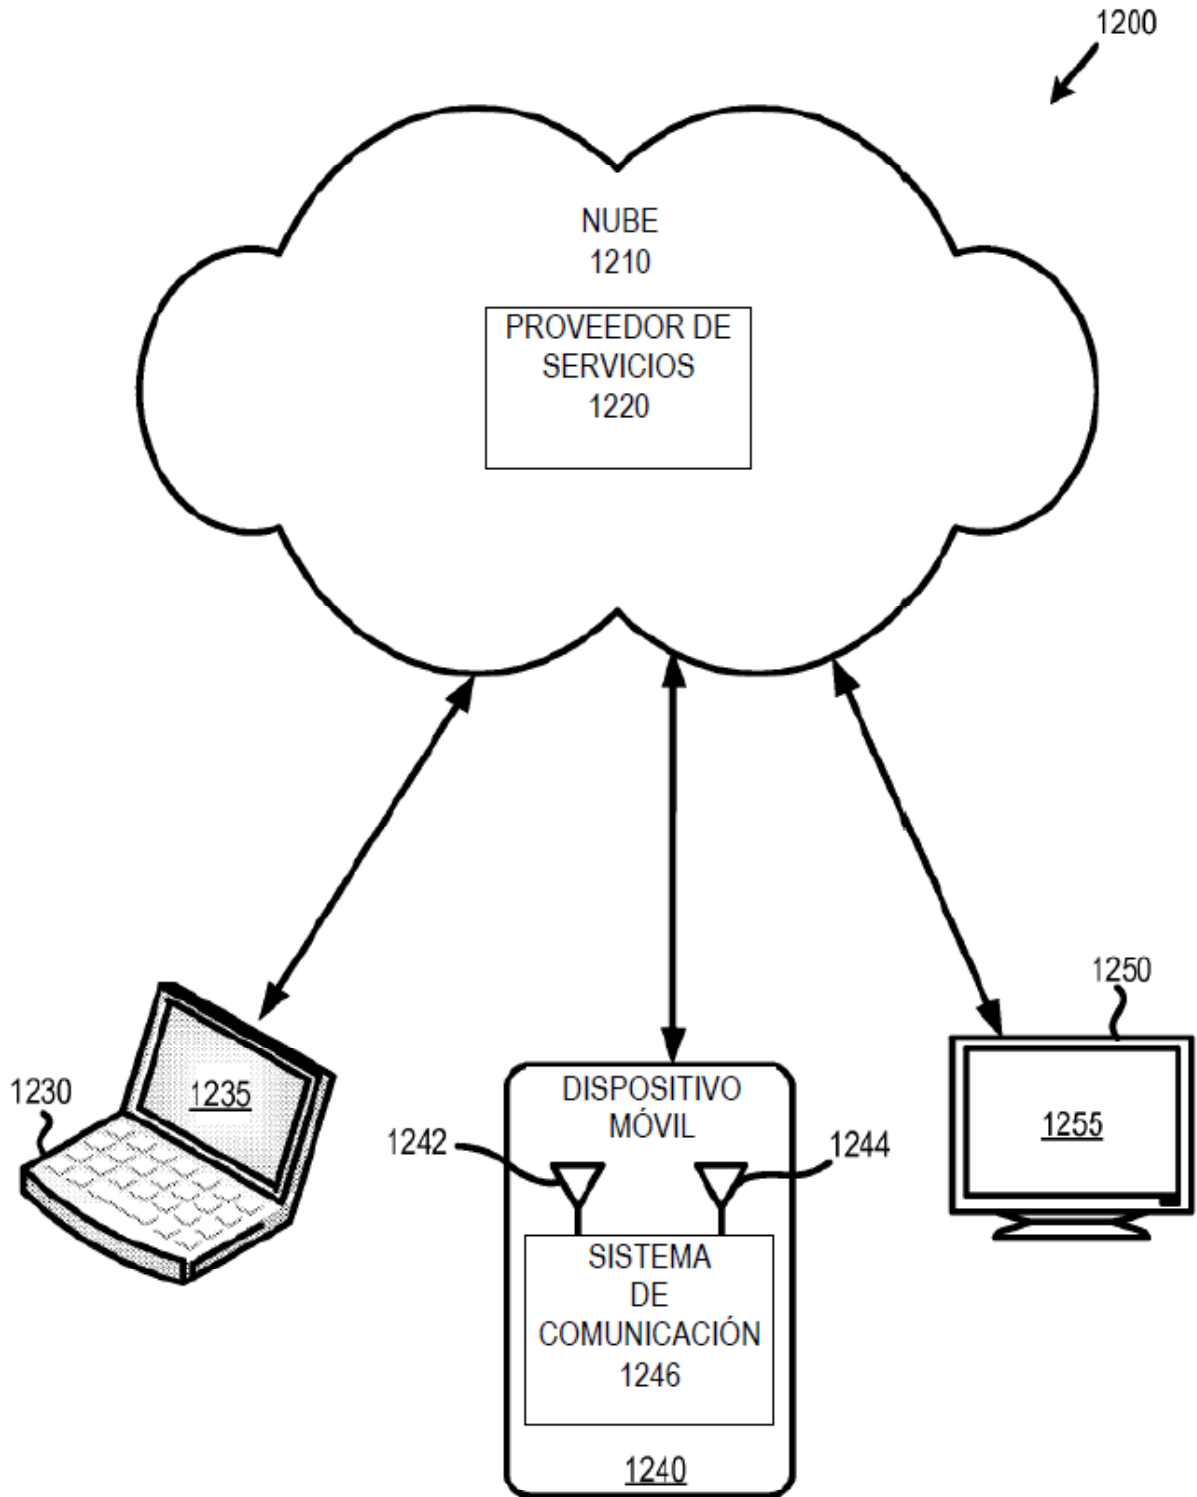 1200
NUBE
1210
PROVEEDOR DE
SERVICIOS
1220
1250
1230
1235
DISPOSITIVO
MÓVIL
1242
1244
1255
SISTEMA
DE
COMUNICACIÓN
1246
1240